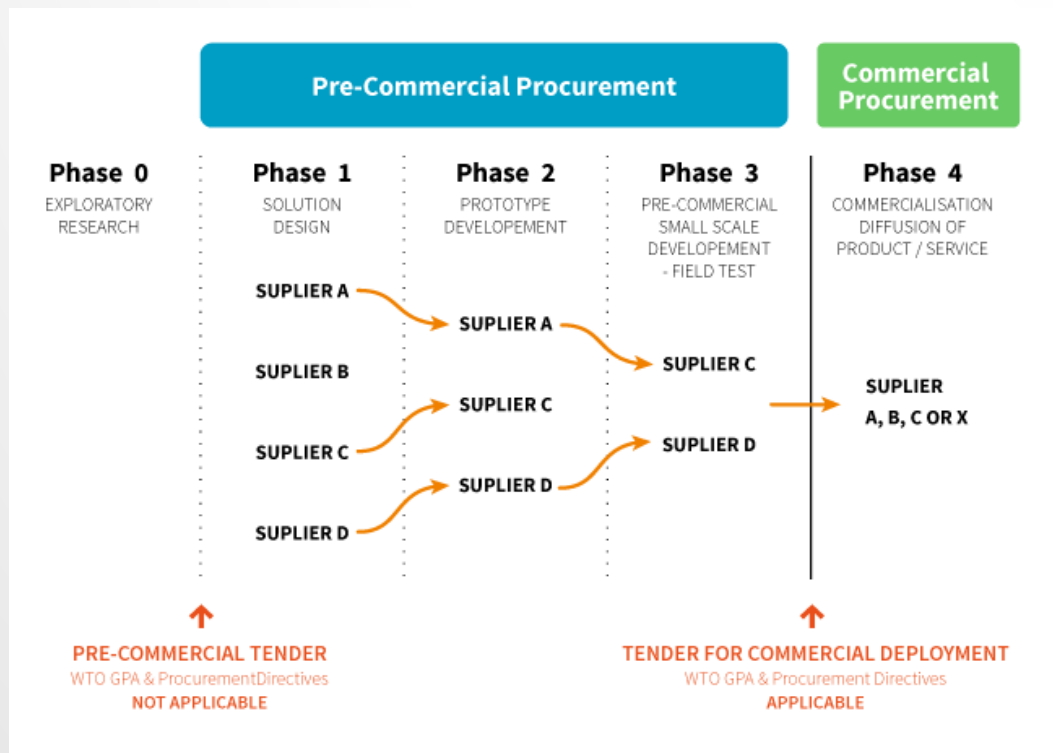 Pre-Commercial Procurement
Commercial
Procurement
Phase 0
EXPLORATORY
RESEARCH
Phase 1
SOLUTION
DESIGN
Phase 2
PROTOTYPE
DEVELOPEMENT
Phase 3
PRE-COMMERCIAL
SMALL SCALE
DEVELOPEMENT
- FIELD TEST
Phase 4
COMMERCIALISATION
DIFFUSION OF
PRODUCT / SERVICE
SUPLIER A
SUPLIER B
SUPLIER C
SUPLIER D
SUPLIER A
SUPLIER C
SUPLIER D
SUPLIER C
SUPLIER D
SUPLIER
A, B, C OR X
PRE-COMMERCIAL TENDER
WTO GPA & ProcurementDirectives
NOT APPLICABLE
TENDER FOR COMMERCIAL DEPLOYMENT
WTO GPA & Procurement Directives
APPLICABLE